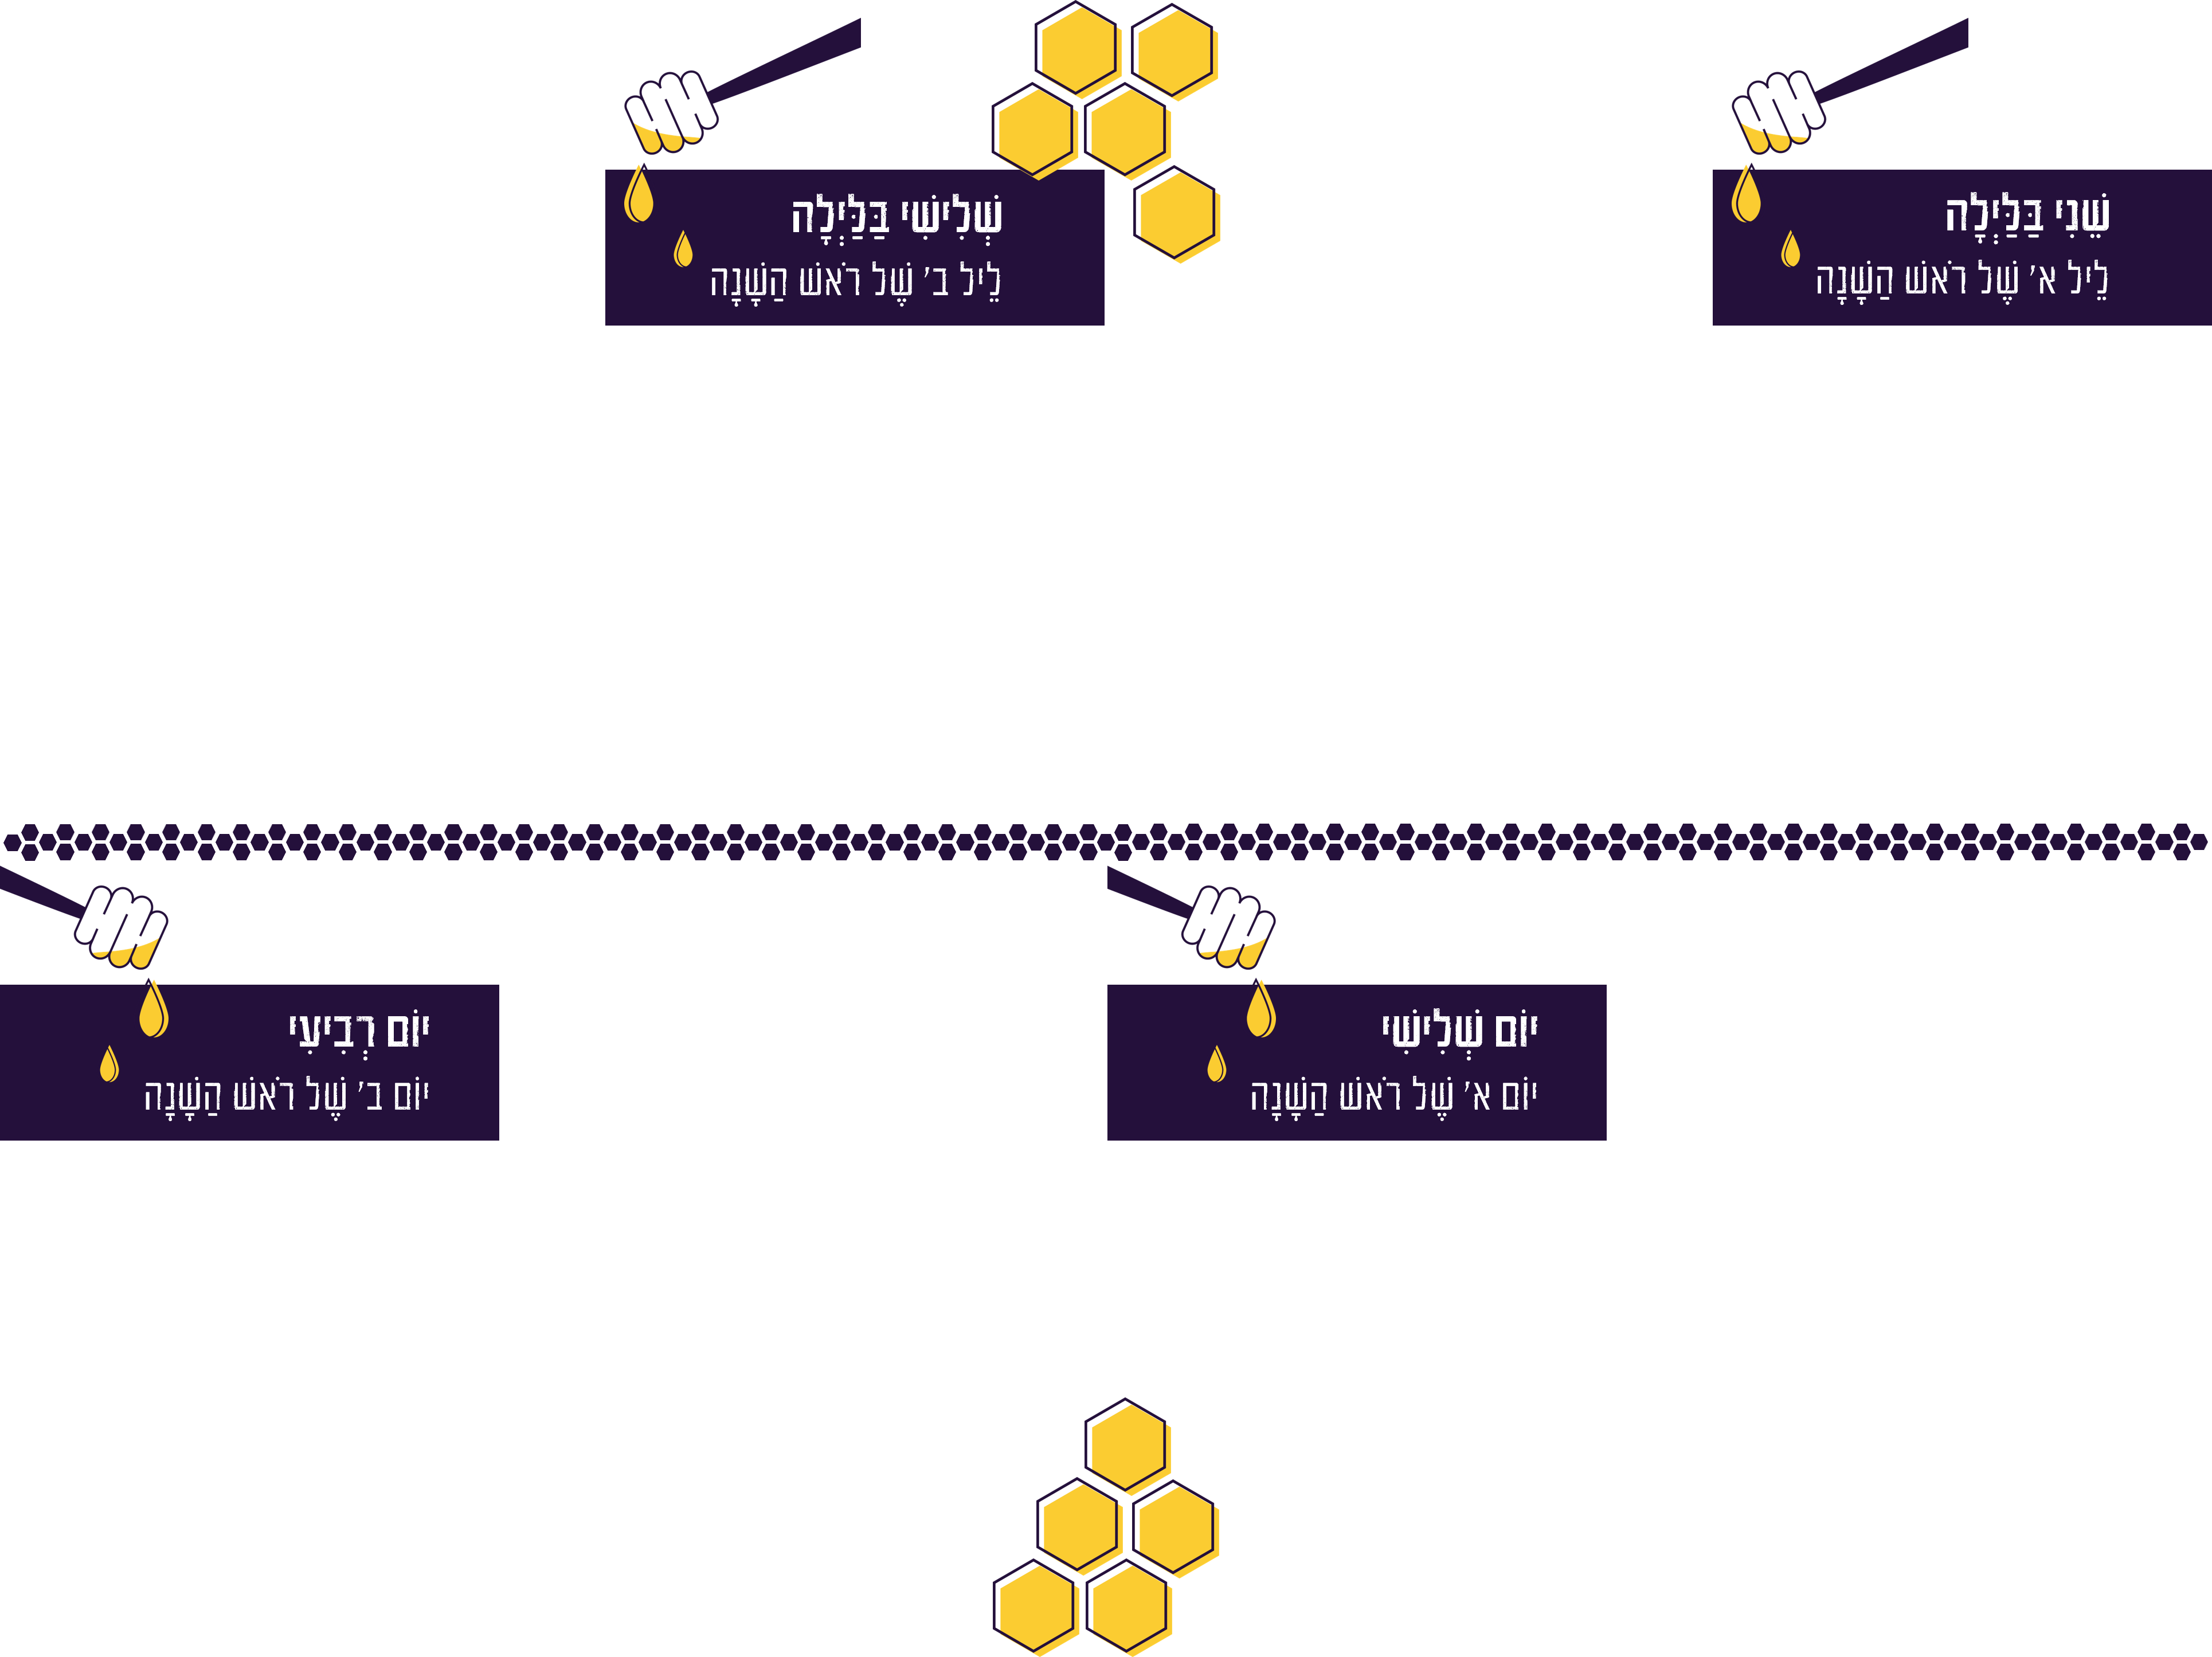 שֵׁנִי בַּלַּיְלָה
לֵיל א' שֶׁל רֹאשׁ הַשָּׁנָה
שְׁלִישִׁי בַּלַּיְלָה
לֵיל ב' שֶׁל רֹאשׁ הַשָּׁנָה
יוֹם שְׁלִישִׁי
יוֹם א' שֶׁל רֹאשׁ הַשָּׁנָה
יוֹם רְבִיעִי
יוֹם ב' שֶׁל רֹאשׁ הַשָּׁנָה